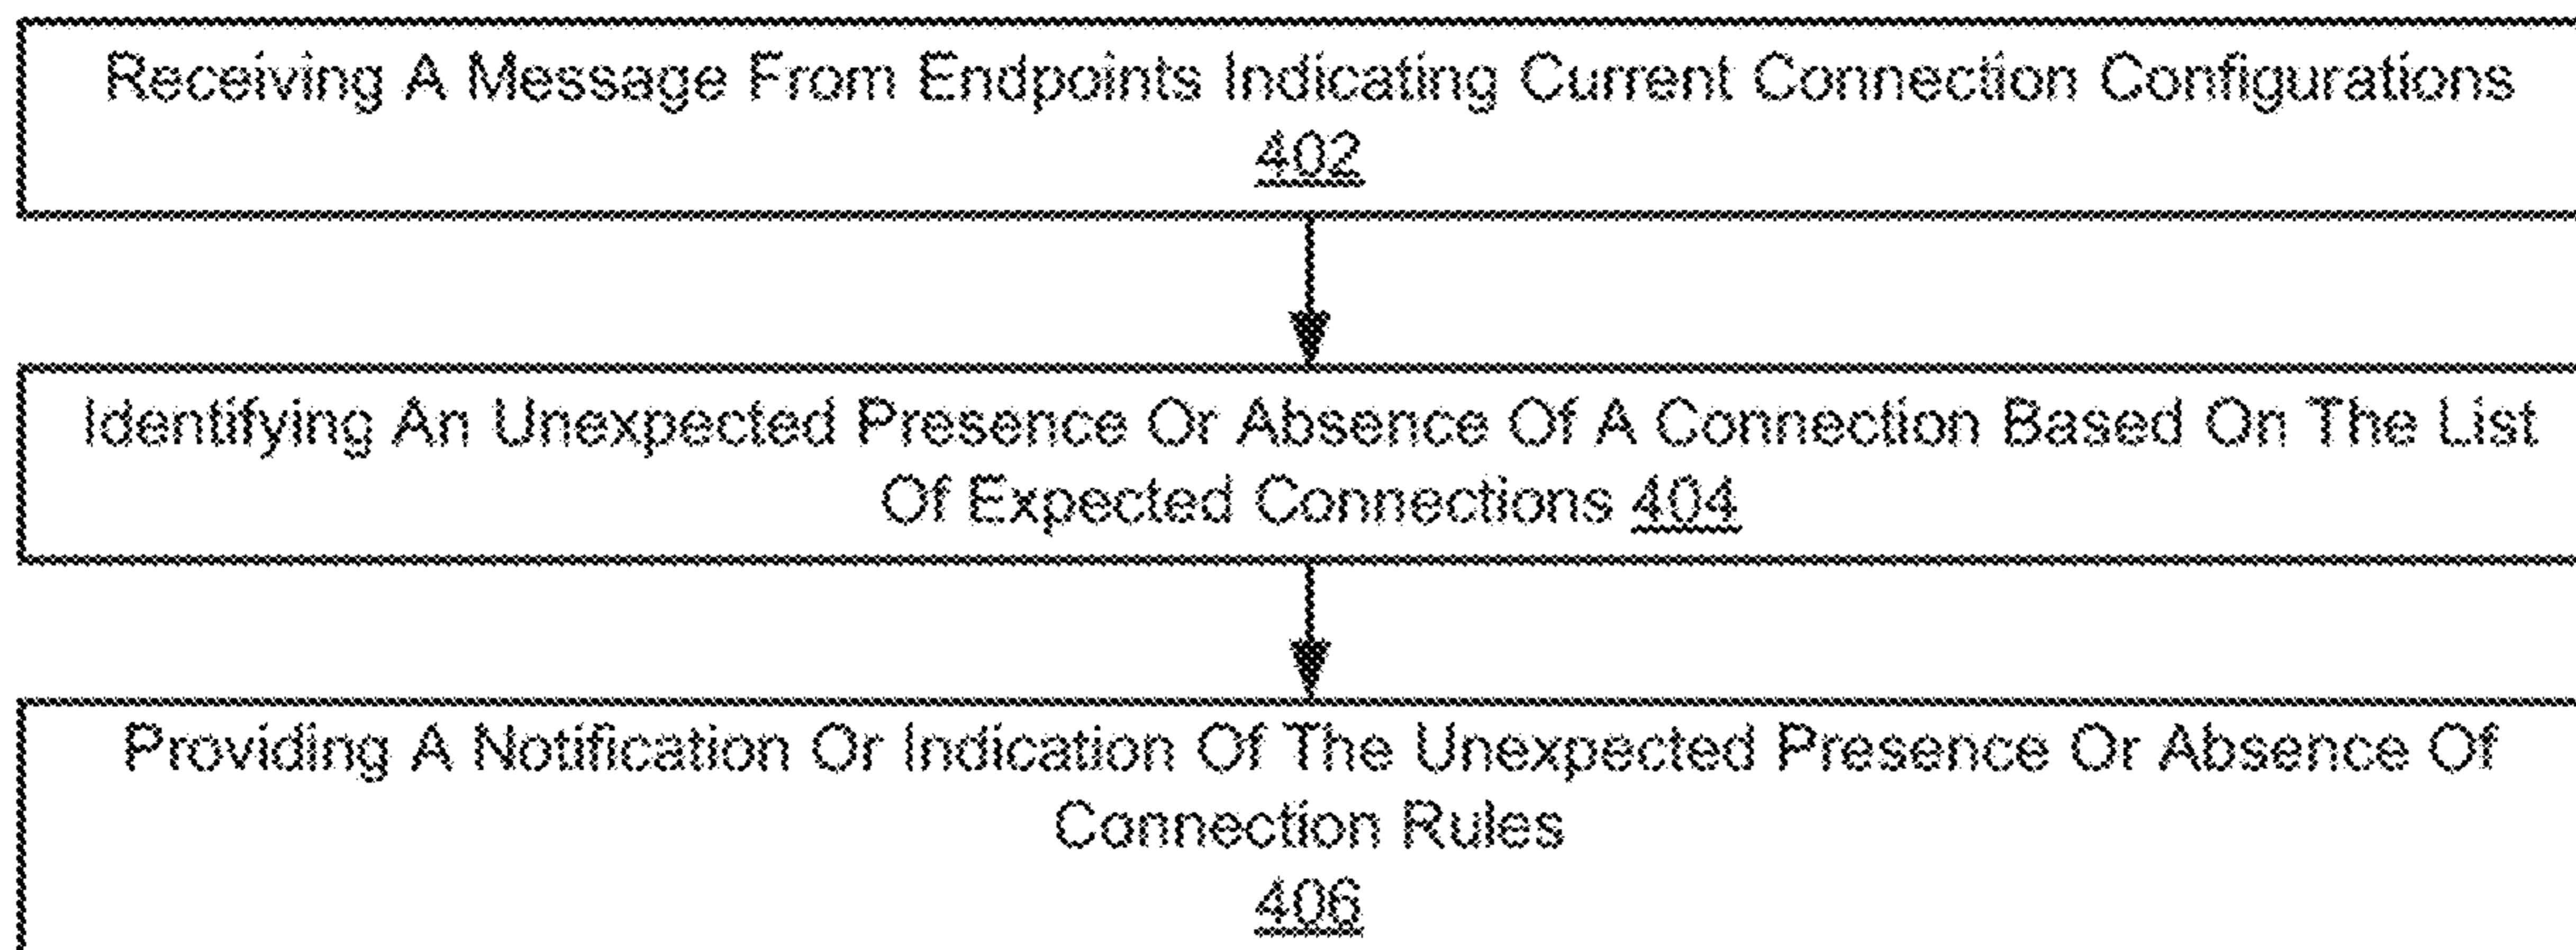 Receiving A Message From Endpoints Indicating Current Connection Configurations
402
Identifying An Unexpected Presence Or Absence Of A Connection Based On The List
Of Expected Connections 404
Providing A Notification Or Indication Of The Unexpected Presence Or Absence Of
Connection Rules
406